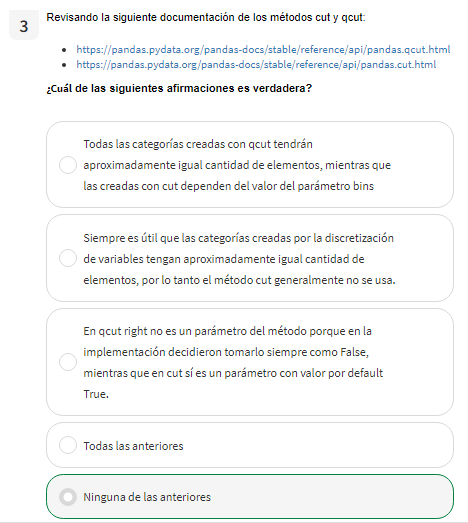 3
Revisando la siguiente documentación de los métodos cut y qcut:
https://pandas.pydata.org/pandas-docs/stable/reference/api/pandas.qcut.html
https://pandas.pydata.org/pandas-docs/stable/reference/api/pandas.cut.html
¿Cuál de las siguientes afirmaciones es verdadera?
Todas las categorías creadas con qcut tendrán
aproximadamente igual cantidad de elementos, mientras que
las creadas con cut dependen del valor del parámetro bins
Siempre es útil que las categorías creadas por la discretización
de variables tengan aproximadamente igual cantidad de
elementos, por lo tanto el método cut generalmente no se usa.
En qcut right no es un parámetro del método porque en la
implementación decidieron tomarlo siempre como False,
mientras que en cut sí es un parámetro con valor por default
True.
Todas las anteriores
Ninguna de las anteriores